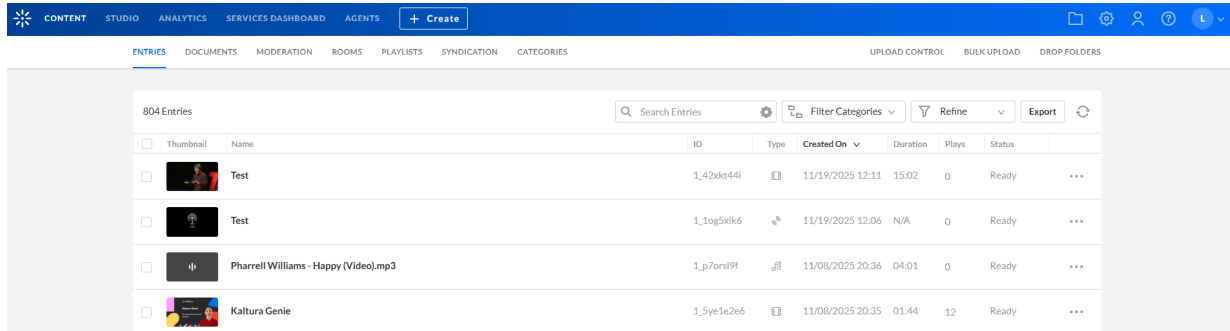 CONTENT STUDIO ANALYTICS SERVICES DASHBOARD AGENTS + Create L
ENTRIES DOCUMENTS MODERATION ROOMS PLAYLISTS SYNDICATION CATEGORIES UPLOAD CONTROL BULK UPLOAD DROP FOLDERS
804 Entries Search Entries Filter Categories Refine Export
Thumbnail Name ID Type Created On Duration Plays Status
Test 1_42xkt44i 11/19/2025 12:11 15:02 0 Ready
Test 1_1og5xik6 11/19/2025 12:06 N/A 0 Ready
Pharrell Williams - Happy (Video).mp3 1_p7orsl9f 11/08/2025 20:36 04:01 0 Ready
Kaltura Genie 1_5ye1e2e6 11/08/2025 20:35 01:44 12 Ready